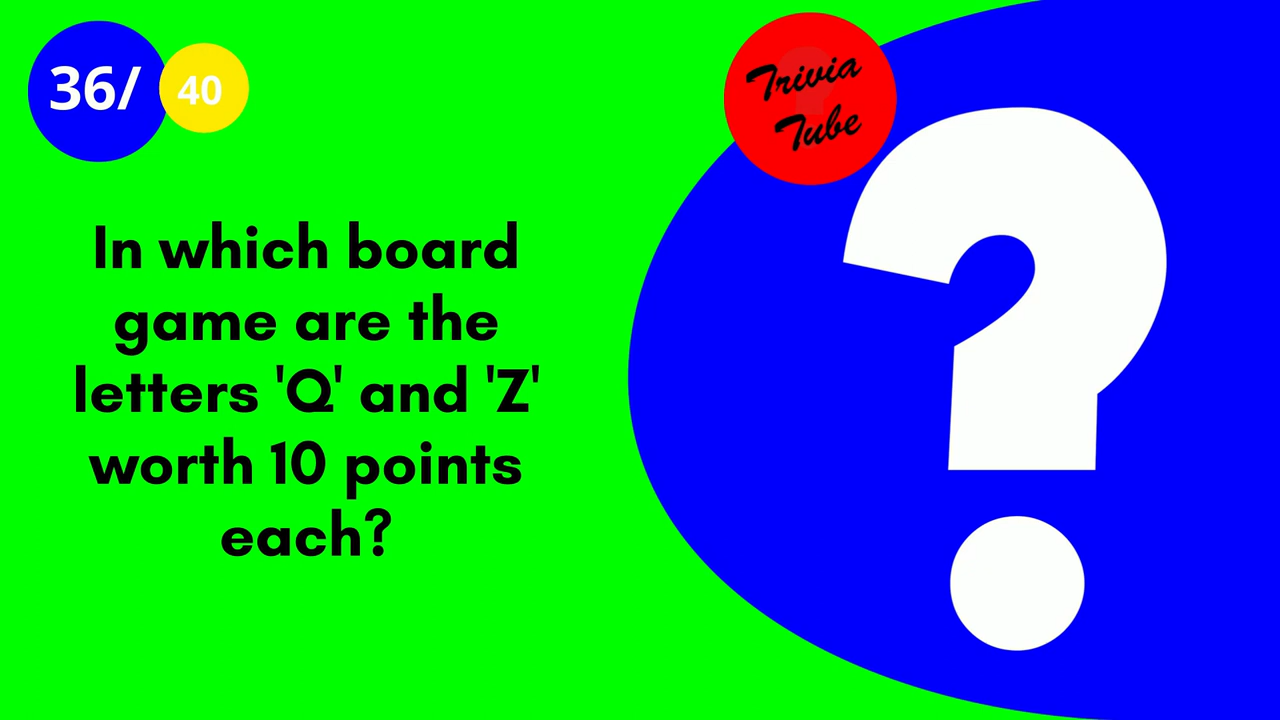 36/
40
Trivia
Tube
In which board
game are the
letters 'Q' and 'Z'
worth 10 points
each?
?